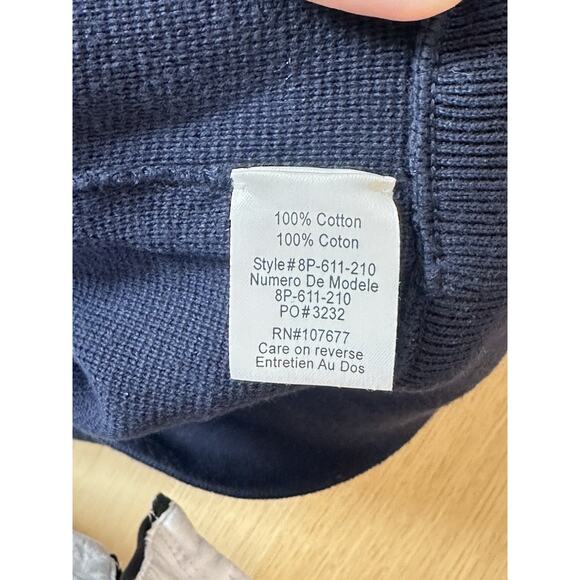 100% Cotton
100% Coton
Style#8P-611-210
Numero De Modele
8P-611-210
PO#3232
RN#107677
Care on reverse
Entretien Au Dos